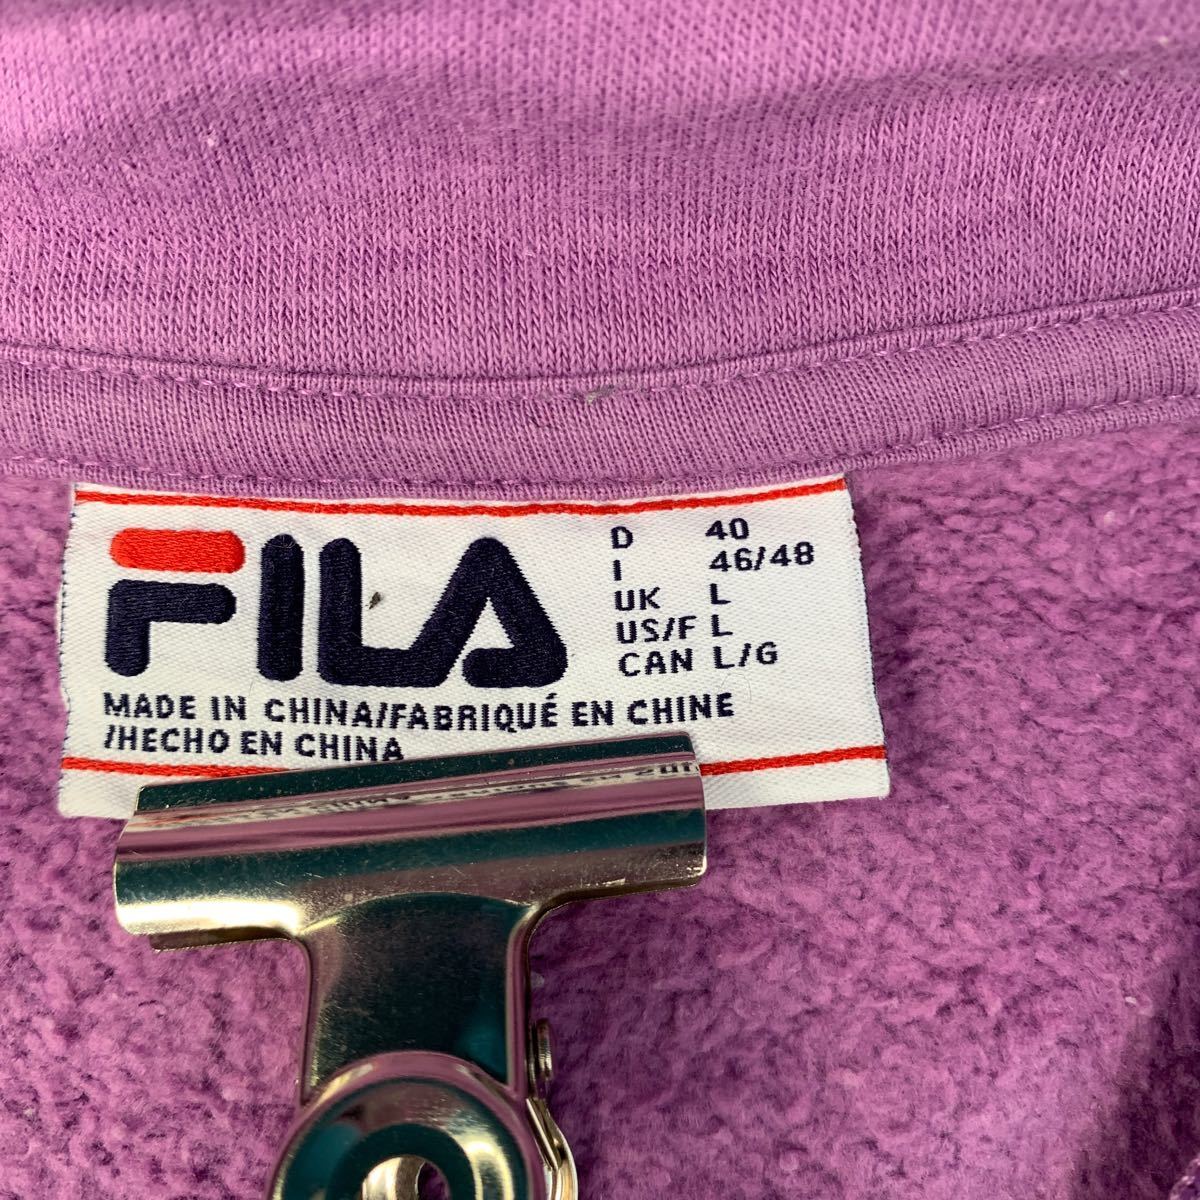 FILA
D 40
I 46/48
UK L
US/F L
CAN L/G
MADE IN CHINA/FABRIQUÉ EN CHINE
/HECHO EN CHINA